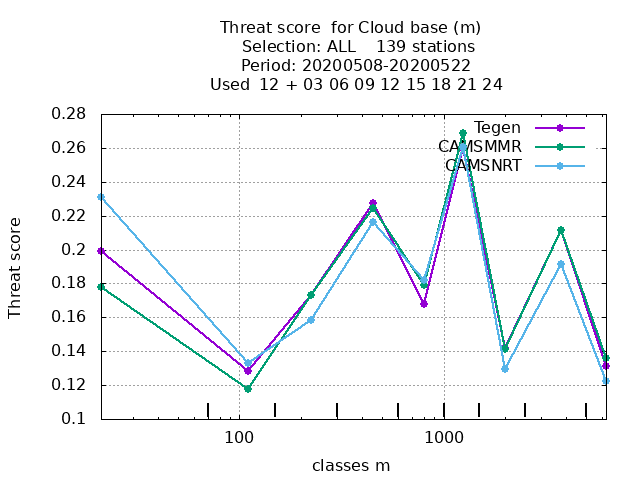 Threat score  for Cloud base (m)
Selection: ALL    139 stations
Period: 20200508-20200522
Used  12 + 03 06 09 12 15 18 21 24
0.28
0.26
0.24
0.22
0.2
0.18
0.16
0.14
0.12
0.1
Threat score
Tegen
CAMSMMR
CAMSNRT
100
1000
classes m